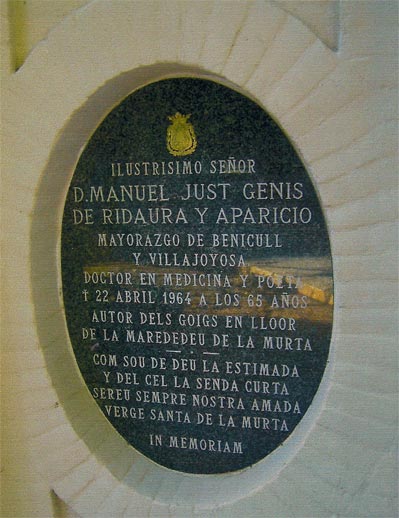 ILUSTRISIMO SEÑOR
D.MANUEL JUST GENIS
DE RIDAURA Y APARICIO
MAYORAZGO DE BENICULL
Y VILLAJOYOSA
DOCTOR EN MEDICINA Y POETA
† 22 ABRIL 1964 A LOS 65 AÑOS
AUTOR DELS GOIGS EN LLOOR
DE LA MAREDEDEU DE LA MURTA
COM SOU DE DEU LA ESTIMADA
Y DEL CEL LA SENDA CURTA
SEREU SEMPRE NOSTRA AMADA
VERGE SANTA DE LA MURTA
IN MEMORIAM